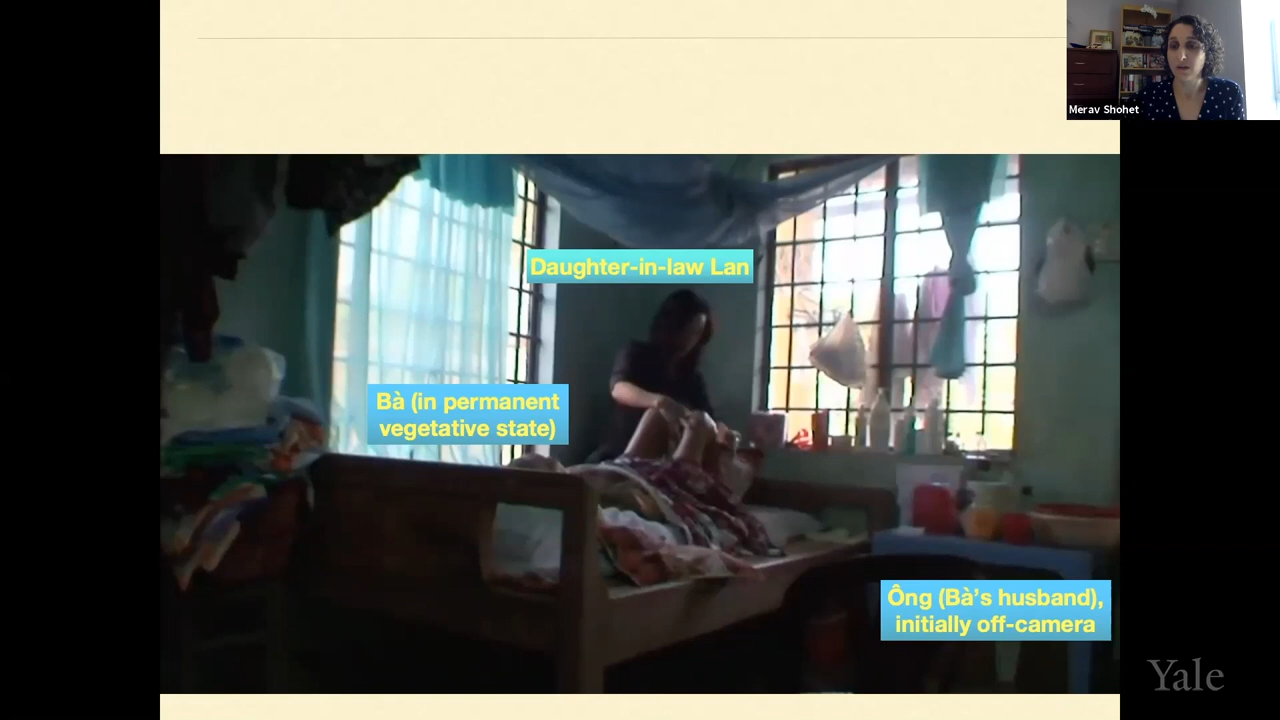 Merav Shohet
Daughter-in-law Lan
Bà (in permanent
vegetative state)
Ông (Bà’s husband),
initially off-camera
Yale